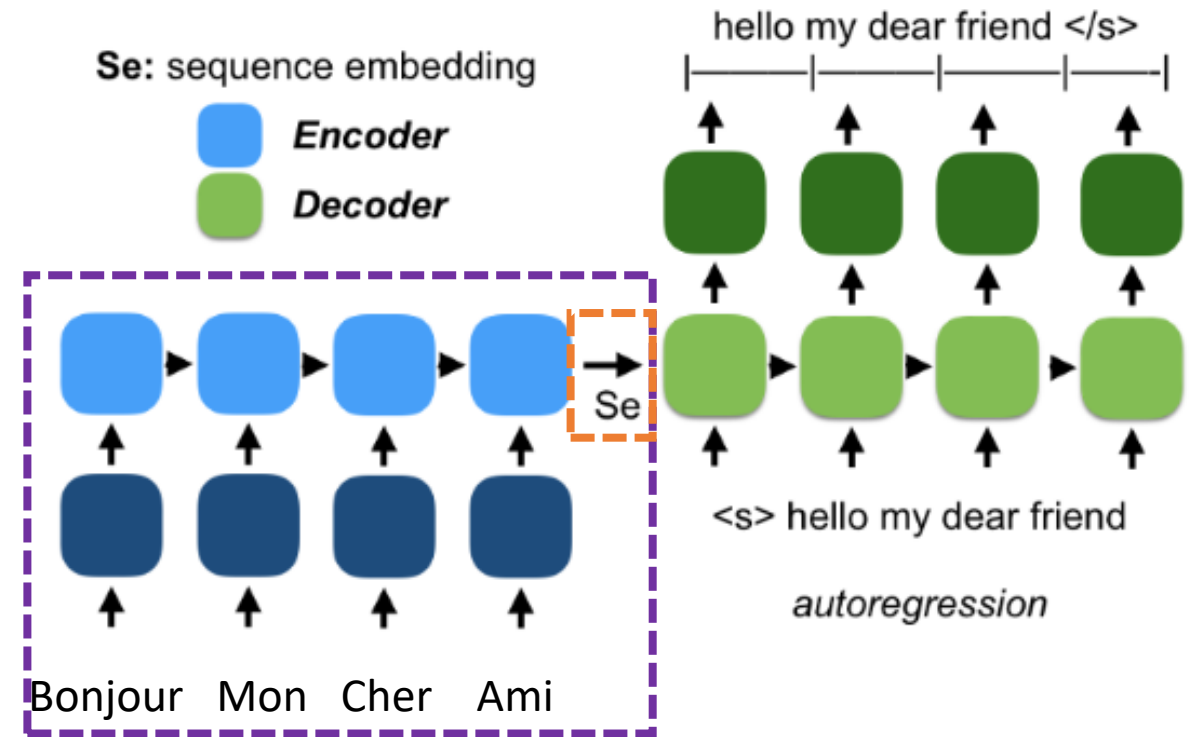 hello my dear friend </s>
Se: sequence embedding
Encoder
Decoder
Se
<s> hello my dear friend
autoregression
Bonjour Mon Cher Ami